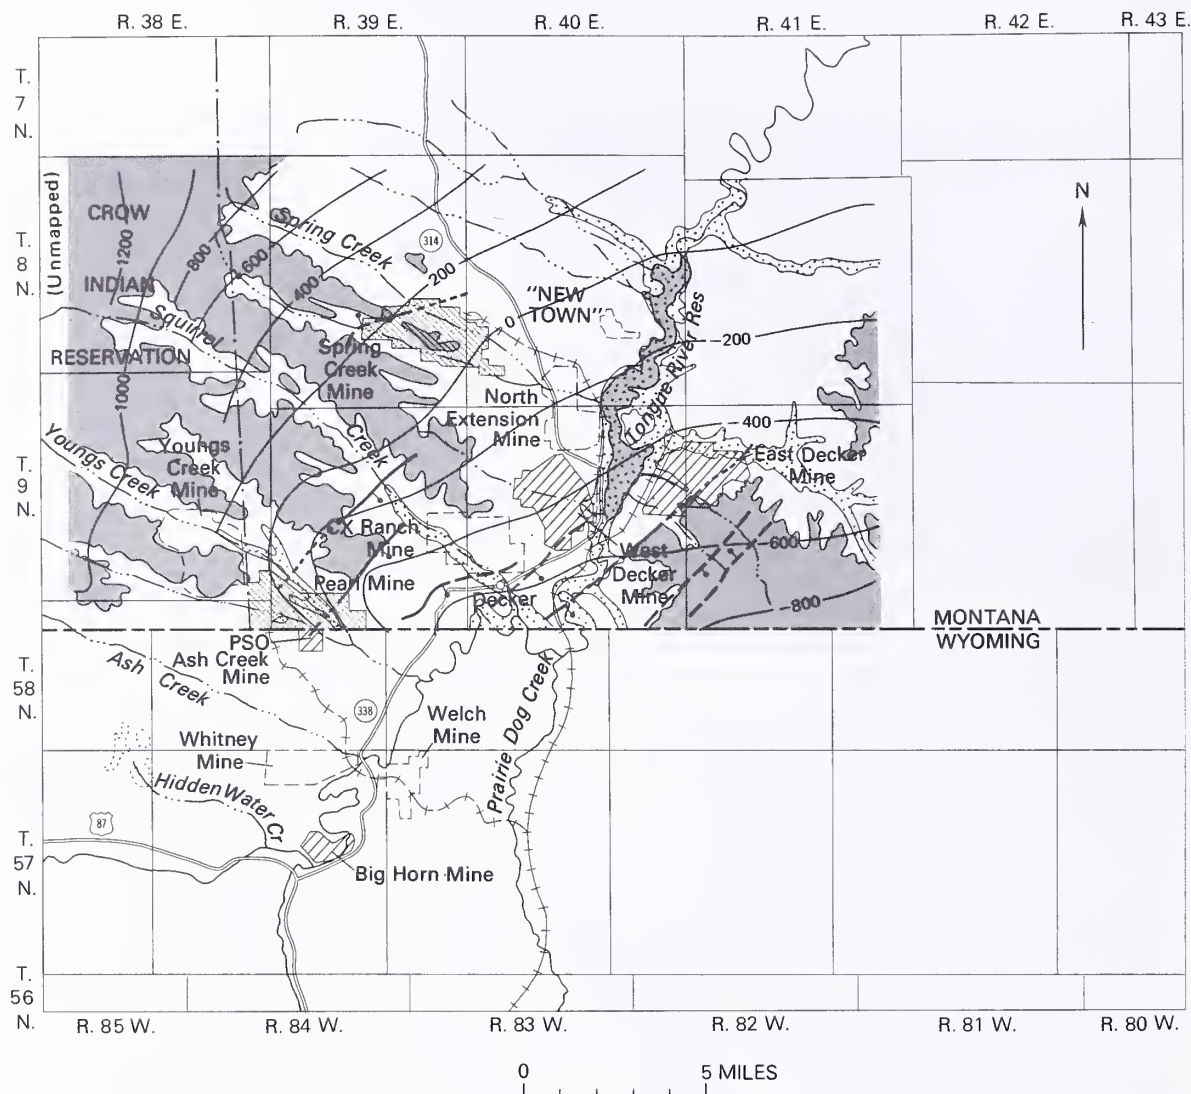 R. 38 E.
R. 39 E.
R. 40 E.
R. 41 E.
R. 42 E.
R. 43 E.
T.
7
N.
(Unmapped)
T.
8
N.
CROW
INDIAN
RESERVATION
1200
1000
800
600
400
200
0
Spring Creek
314
N
"NEW
TOWN"
Squirrel
Creek
Spring
Creek
Mine
Tongue River Res
-200
North
Extension
Mine
-400
T.
9
N.
Youngs Creek
Youngs
Creek
Mine
East Decker
Mine
CX Ranch
Mine
West
Decker
Mine
-600
Pearl Mine
Decker
-800
MONTANA
WYOMING
PSO
Ash Creek
Mine
T.
58
N.
Ash Creek
338
Welch
Mine
Prairie Dog Creek
Whitney
Mine
Hidden Water Cr
87
T.
57
N.
Big Horn Mine
T.
56
N.
R. 85 W.
R. 84 W.
R. 83 W.
R. 82 W.
R. 81 W.
R. 80 W.
0
5 MILES